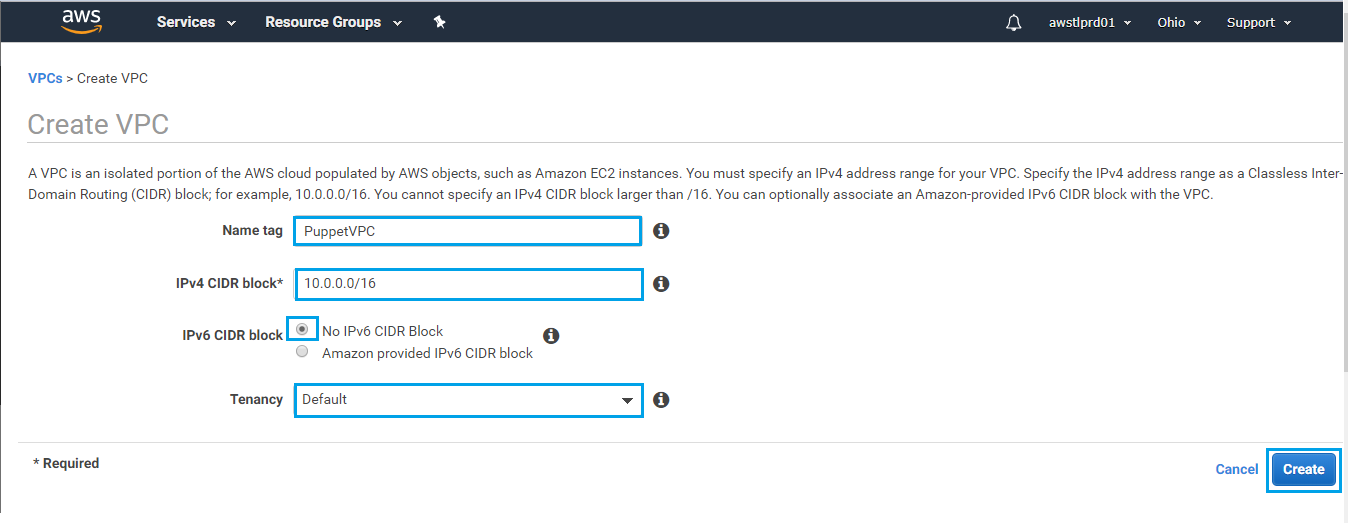 aws Services Resource Groups awstlprd01 Ohio Support
VPCs > Create VPC
Create VPC
A VPC is an isolated portion of the AWS cloud populated by AWS objects, such as Amazon EC2 instances. You must specify an IPv4 address range for your VPC. Specify the IPv4 address range as a Classless Inter-
Domain Routing (CIDR) block; for example, 10.0.0.0/16. You cannot specify an IPv4 CIDR block larger than /16. You can optionally associate an Amazon-provided IPv6 CIDR block with the VPC.
Name tag PuppetVPC
IPv4 CIDR block* 10.0.0.0/16
IPv6 CIDR block No IPv6 CIDR Block
Amazon provided IPv6 CIDR block
Tenancy Default
* Required
Cancel Create